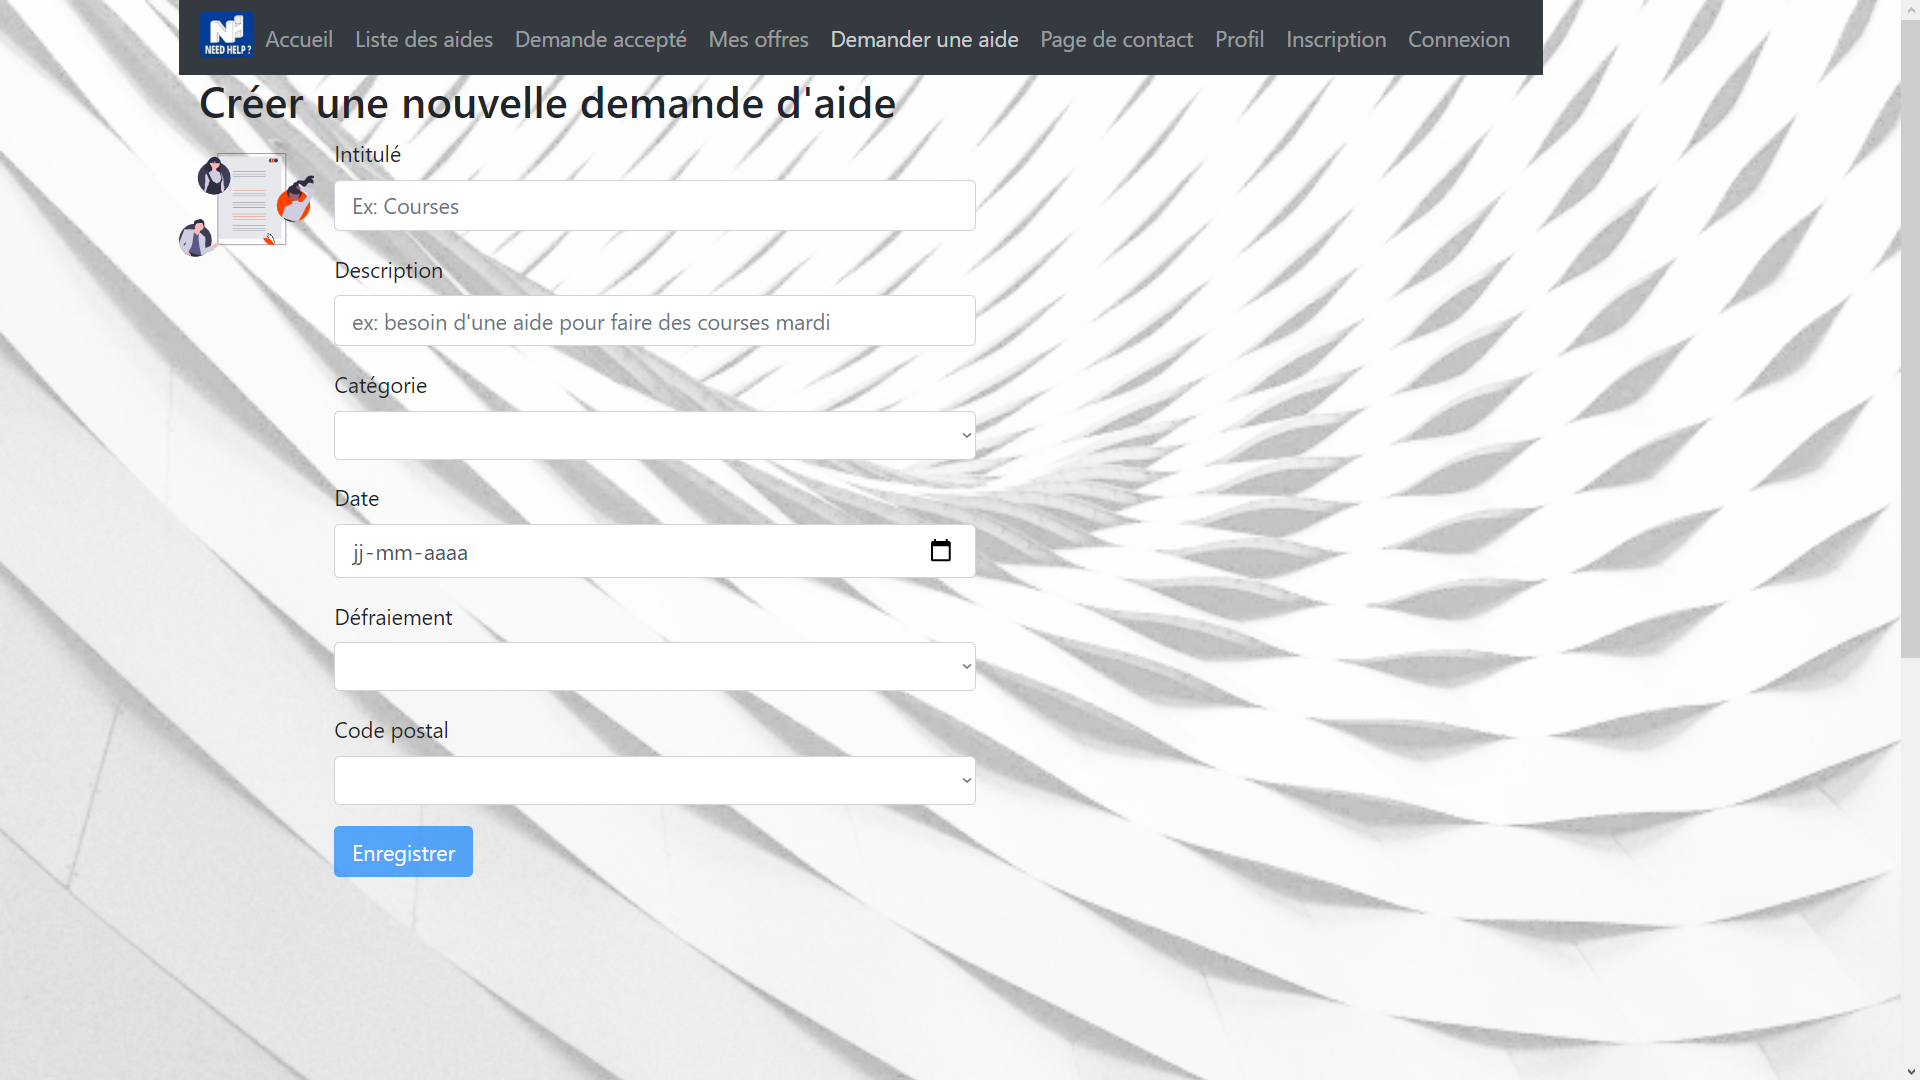 NEED HELP ?
Accueil Liste des aides Demande accepté Mes offres Demander une aide Page de contact Profil Inscription Connexion
Créer une nouvelle demande d'aide
Intitulé
Ex: Courses
Description
ex: besoin d'une aide pour faire des courses mardi
Catégorie
Date
jj-mm-aaaa
Défraiement
Code postal
Enregistrer